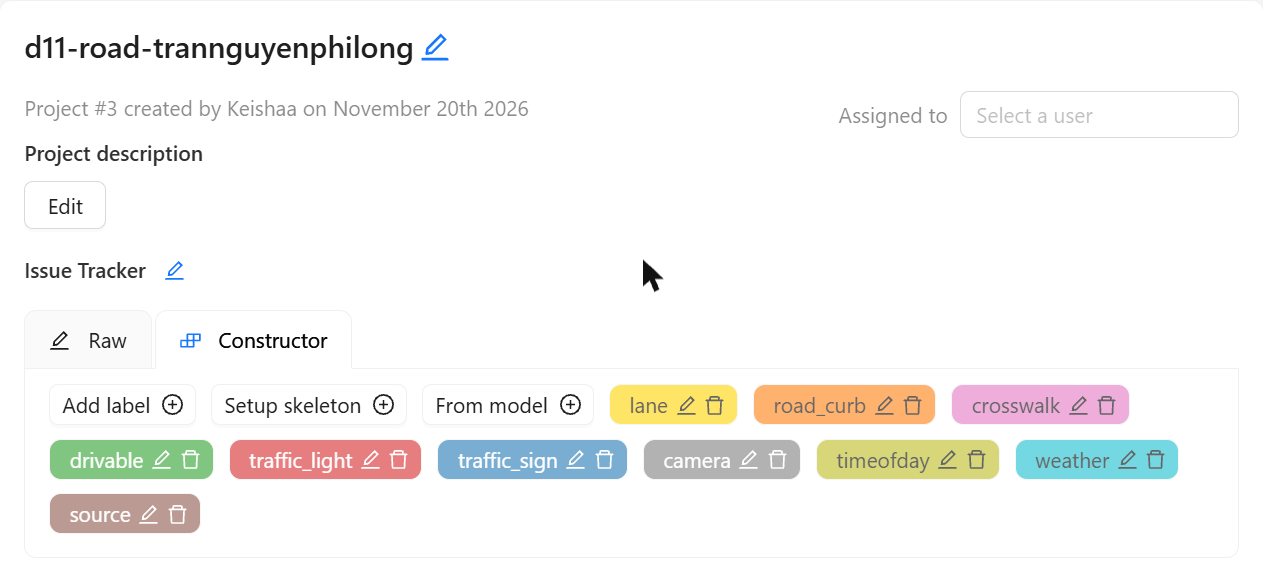 d11-road-trannguyenphilong
Project #3 created by Keishaa on November 20th 2026
Assigned to Select a user
Project description
Edit
Issue Tracker
Raw Constructor
Add label Setup skeleton From model lane road_curb crosswalk
drivable traffic_light traffic_sign camera timeofday weather
source